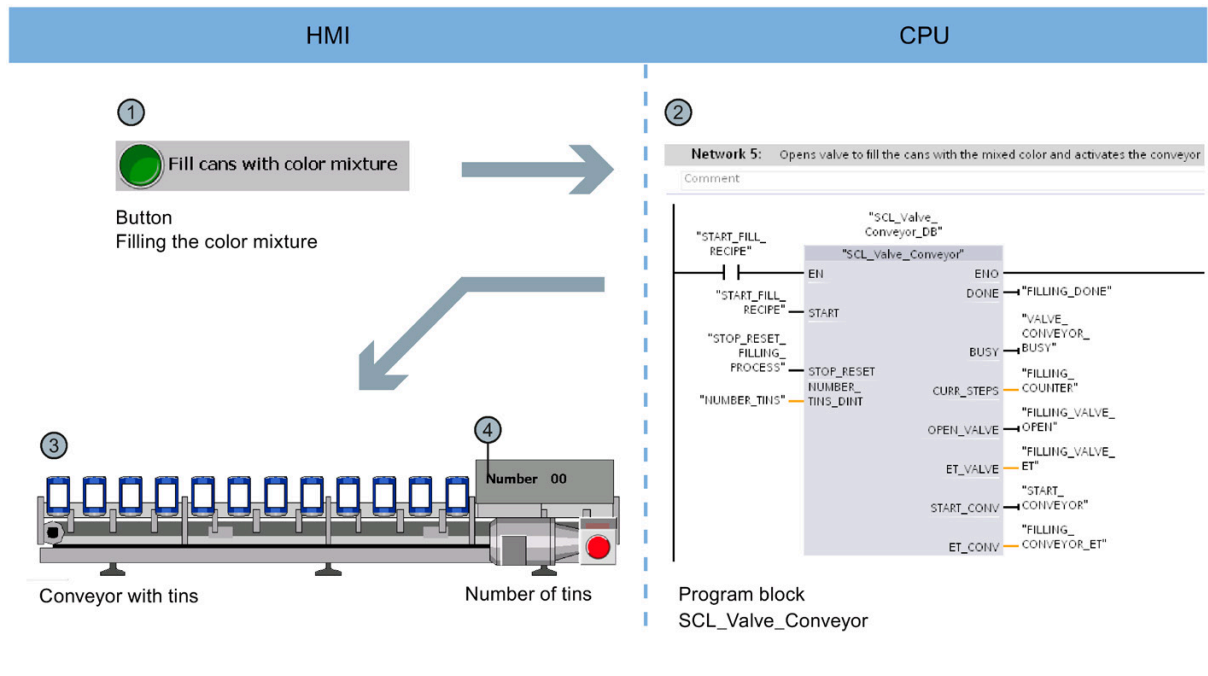 HMI
CPU
1
Fill cans with color mixture
Button
Filling the color mixture
2
Network 5: Opens valve to fill the cans with the mixed color and activates the conveyor
Comment
"SCL_Valve_
Conveyor_DB"
"START_FILL_
RECIPE"
"SCL_Valve_Conveyor"
EN
ENO
"START_FILL_
RECIPE"
START
"STOP_RESET_
FILLING_
PROCESS"
STOP_RESET
"NUMBER_TINS"
NUMBER_
TINS_DINT
DONE
"FILLING_DONE"
BUSY
"VALVE_
CONVEYOR_
BUSY"
CURR_STEPS
"FILLING_
COUNTER"
OPEN_VALVE
"FILLING_VALVE_
OPEN"
ET_VALVE
"FILLING_VALVE_
ET"
START_CONV
"START_
CONVEYOR"
ET_CONV
"FILLING_
CONVEYOR_ET"
3
4
Number 00
Conveyor with tins
Number of tins
Program block
SCL_Valve_Conveyor